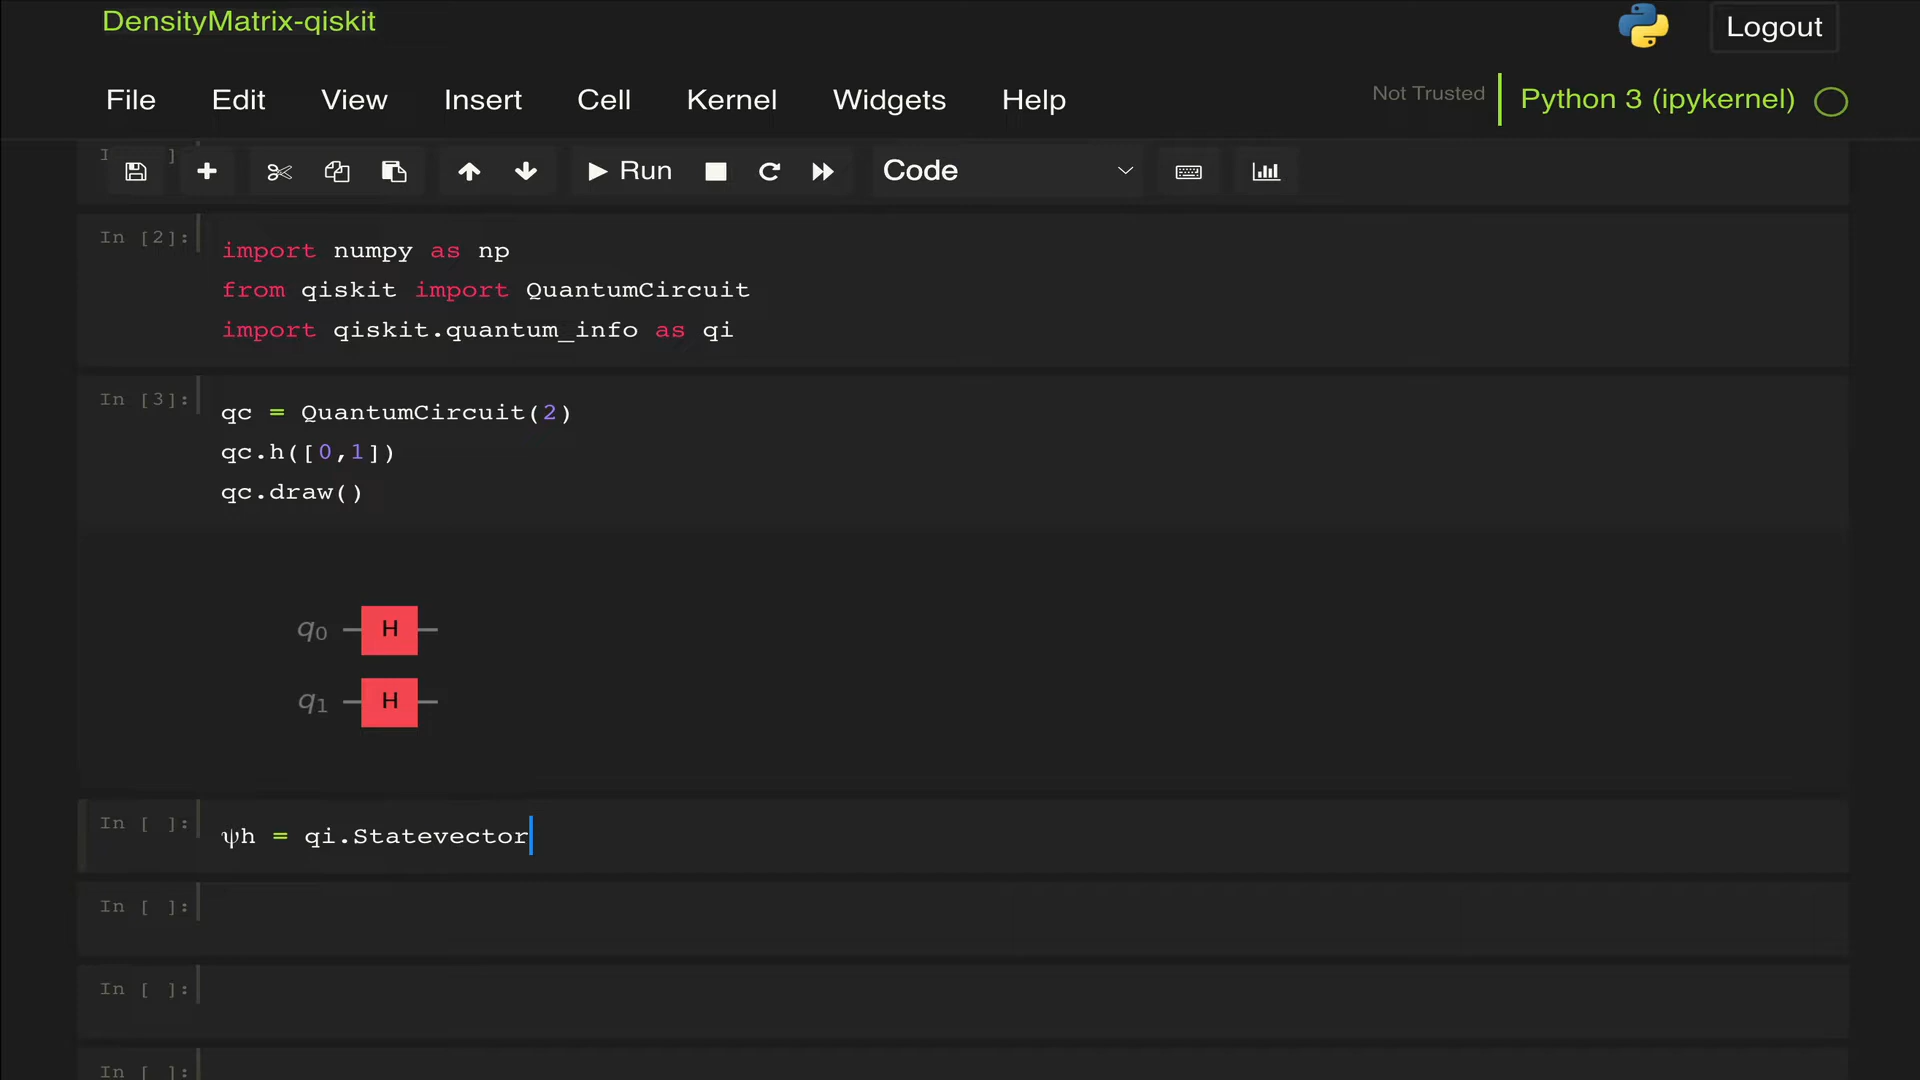 DensityMatrix-qiskit
Logout
File Edit View Insert Cell Kernel Widgets Help
Not Trusted
Python 3 (ipykernel)
Run
Code
In [2]:
import numpy as np
from qiskit import QuantumCircuit
import qiskit.quantum_info as qi
In [3]:
qc = QuantumCircuit(2)
qc.h([0,1])
qc.draw()
q0 H
q1 H
In [ ]:
ψh = qi.Statevector
In [ ]:
In [ ]:
In [ ]: